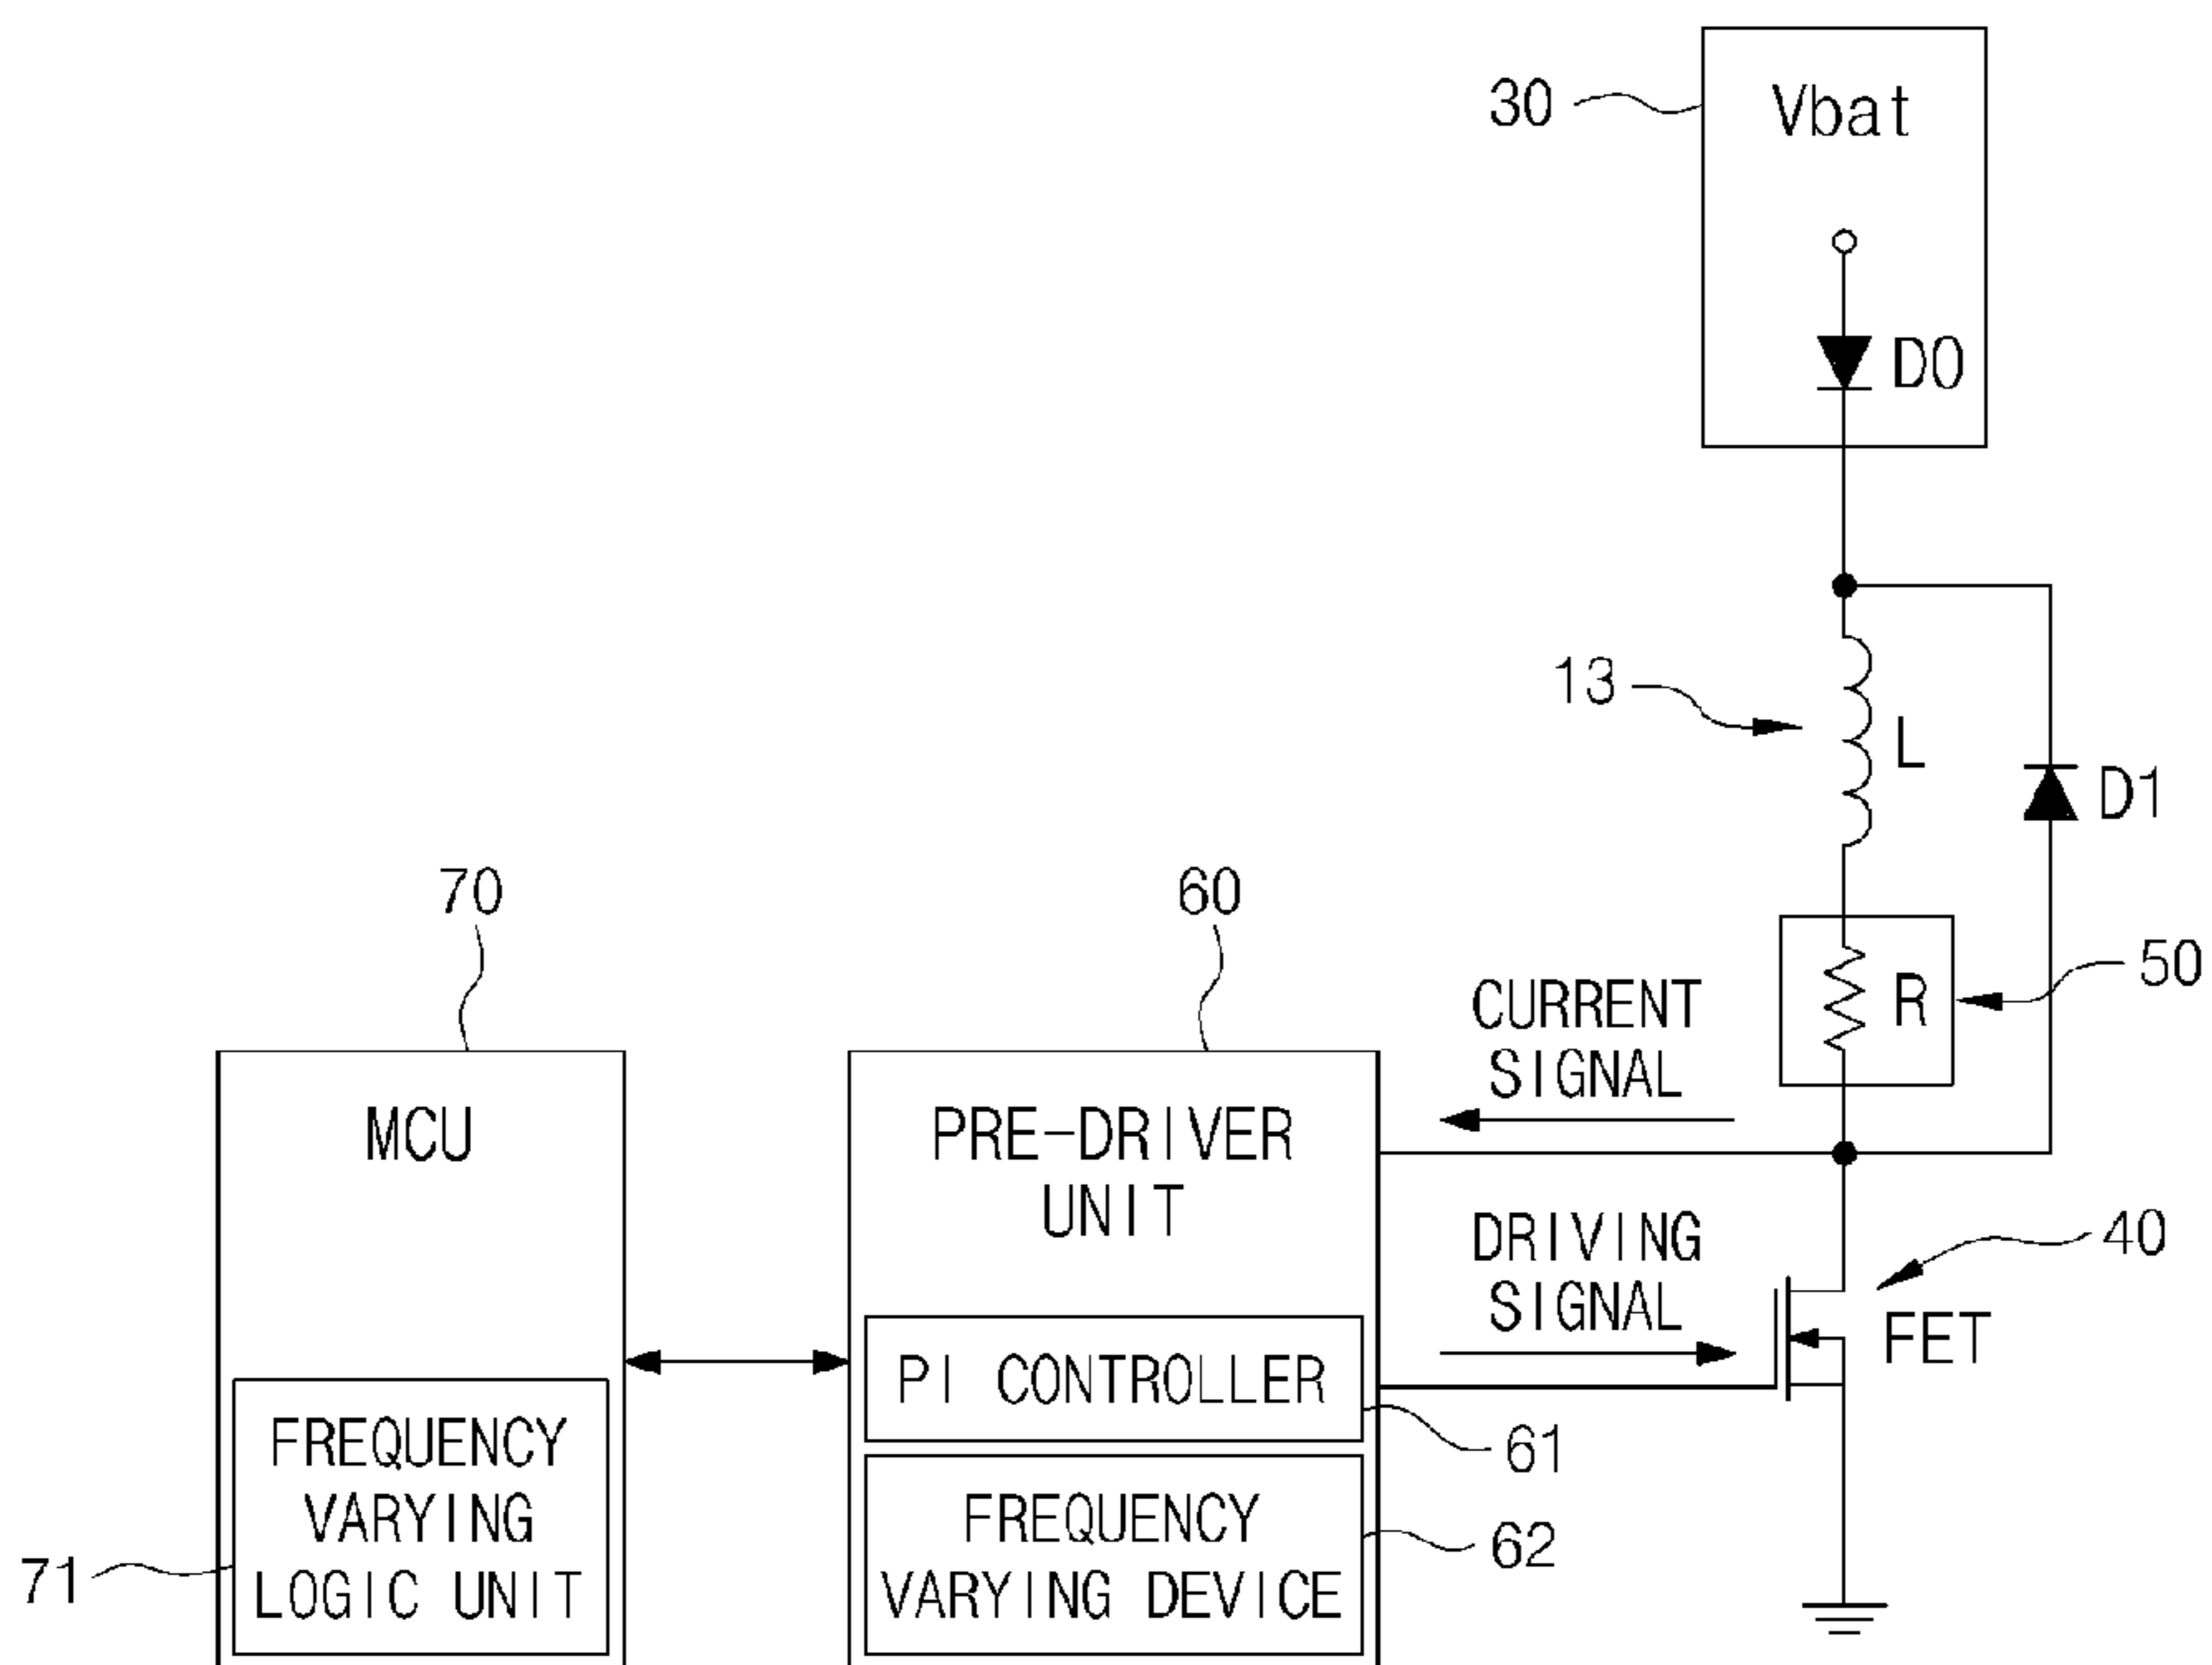 30
Vbat
D0
13
L
D1
70
60
50
R
CURRENT
SIGNAL
MCU
PRE-DRIVER
UNIT
DRIVING
SIGNAL
40
FET
PI CONTROLLER
61
FREQUENCY
VARYING
LOGIC UNIT
71
FREQUENCY
VARYING DEVICE
62